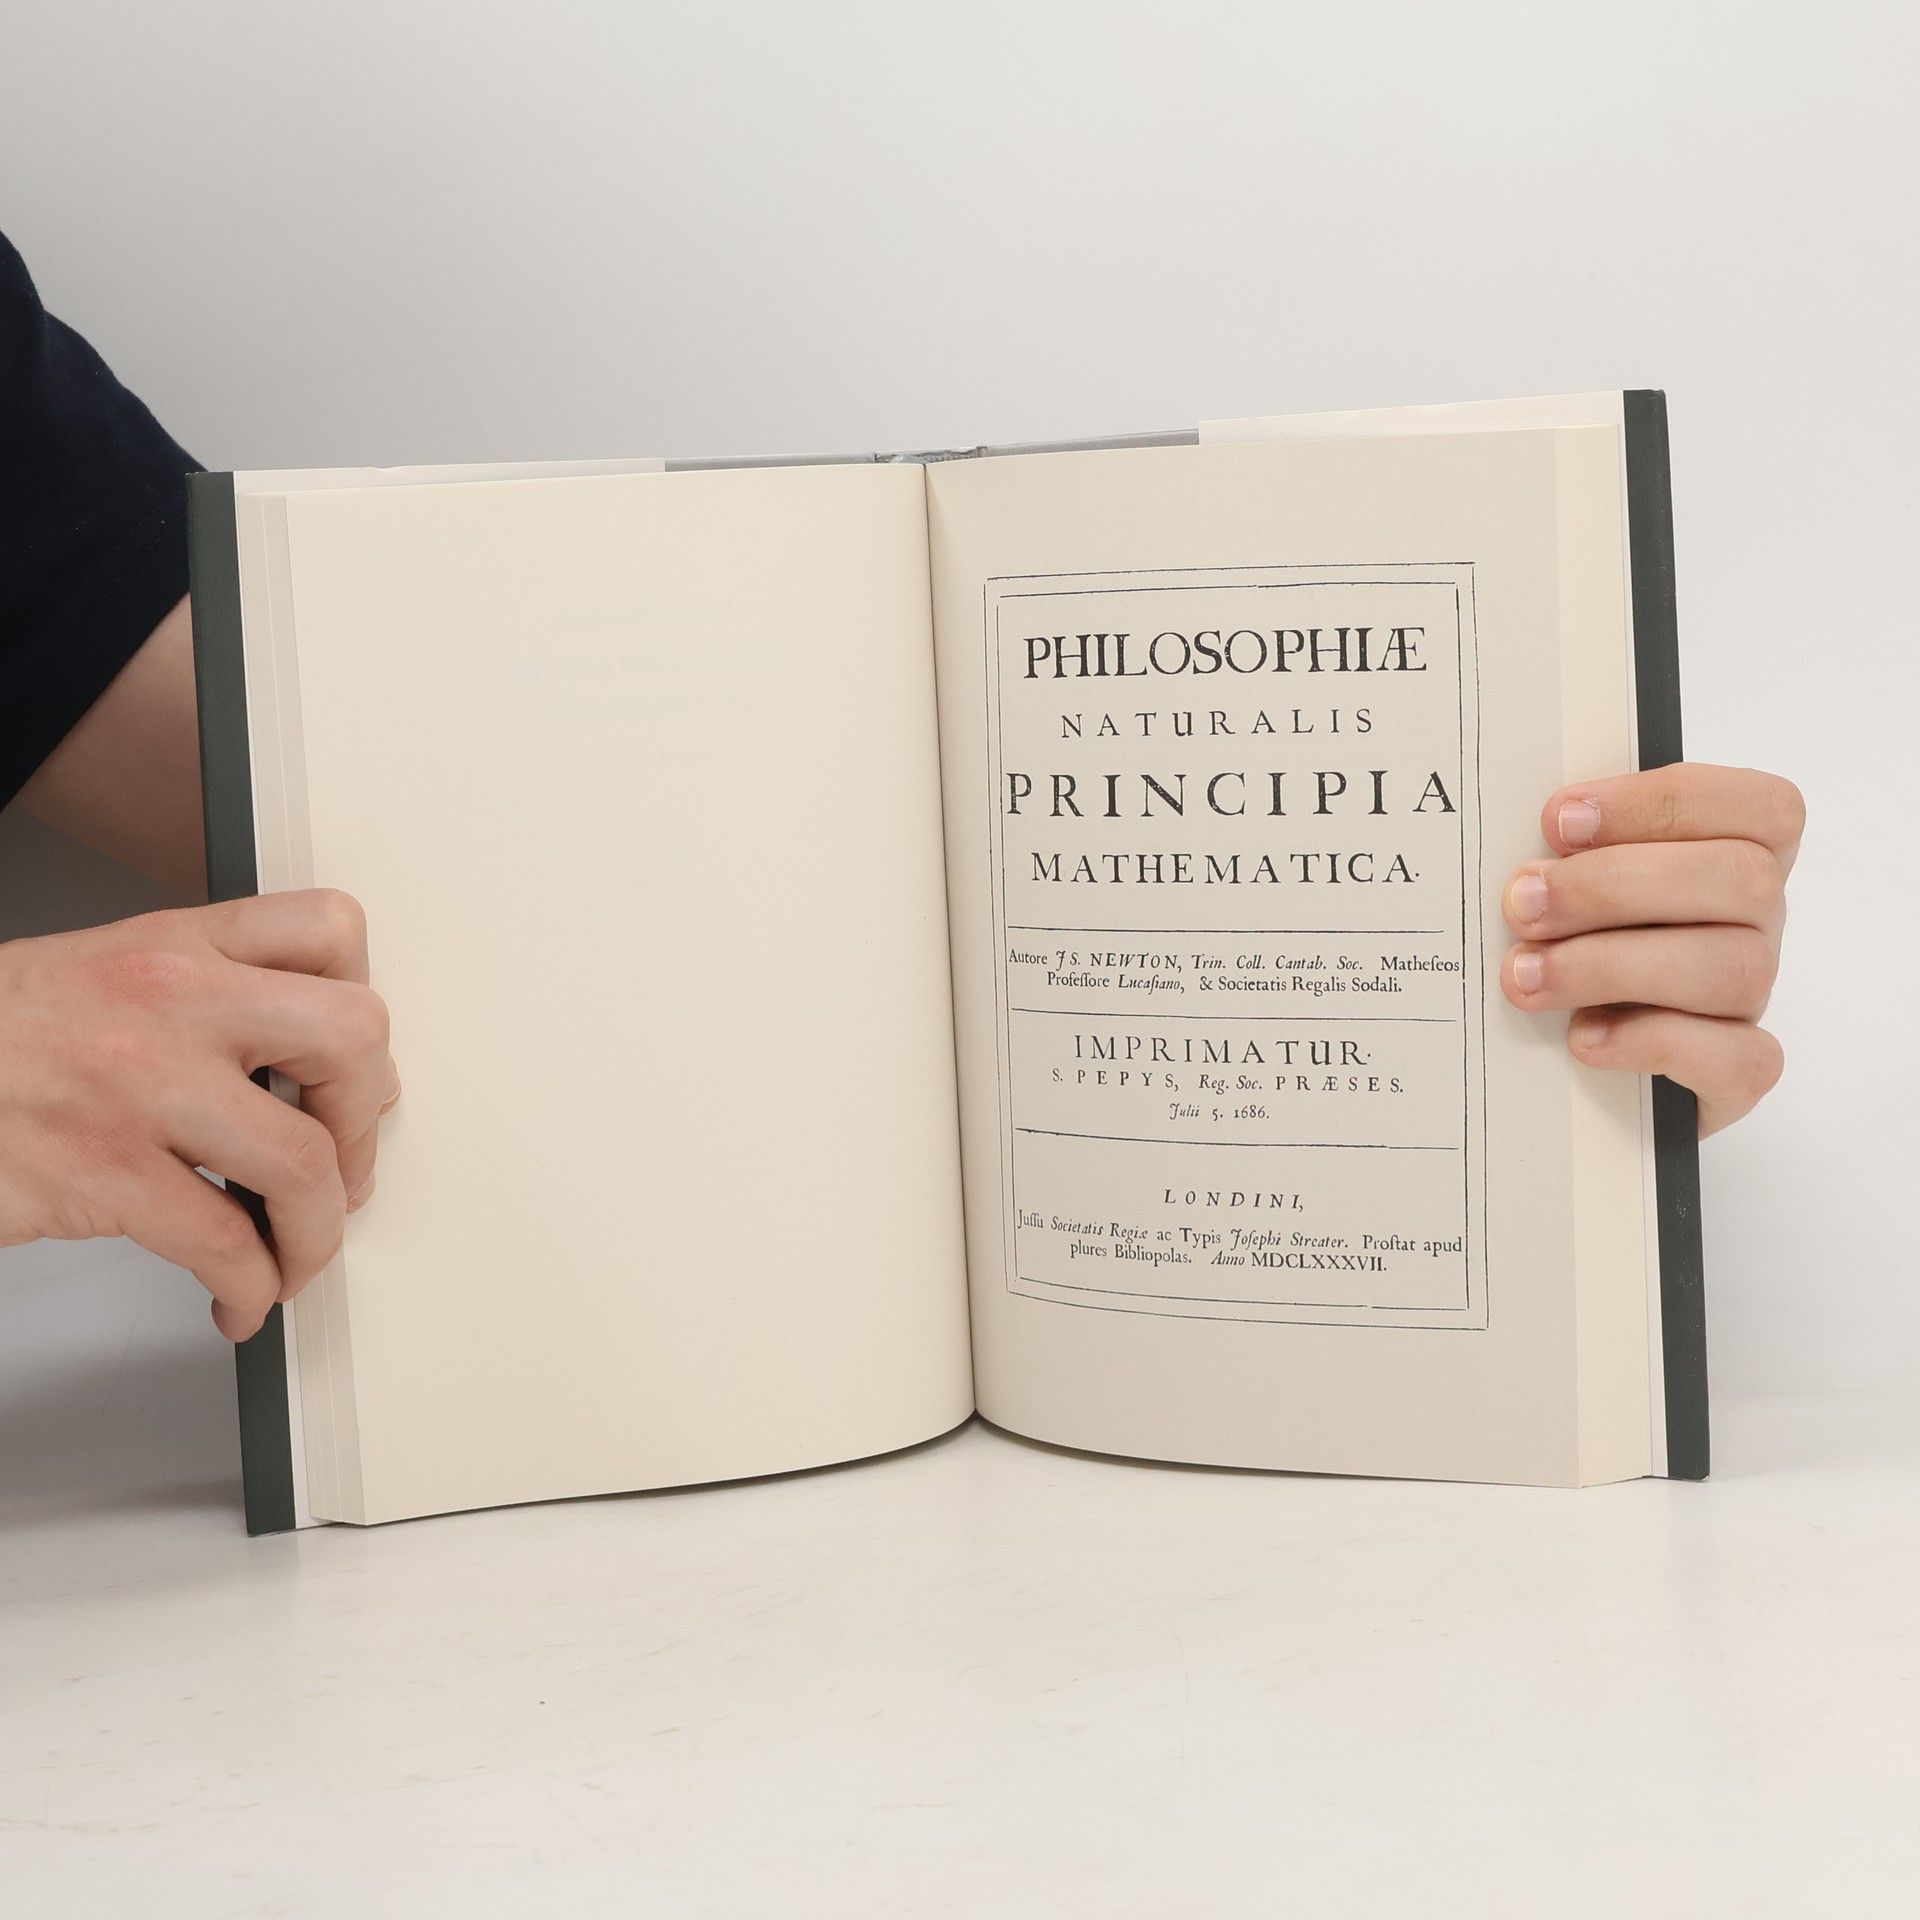 PHILOSOPHIÆ
NATURALIS
PRINCIPIA
MATHEMATICA.
Autore JS. NEWTON, Trin. Coll. Cantab. Soc. Matheſeos
Profeſſore Lucaſiano, & Societatis Regalis Sodali.
IMPRIMATUR.
S. PEPYS, Reg. Soc. PRÆSES.
Julii 5. 1686.
LONDINI,
Juſſu Societatis Regiæ ac Typis Joſephi Streater. Proſtat apud
plures Bibliopolas. Anno MDCLXXXVII.